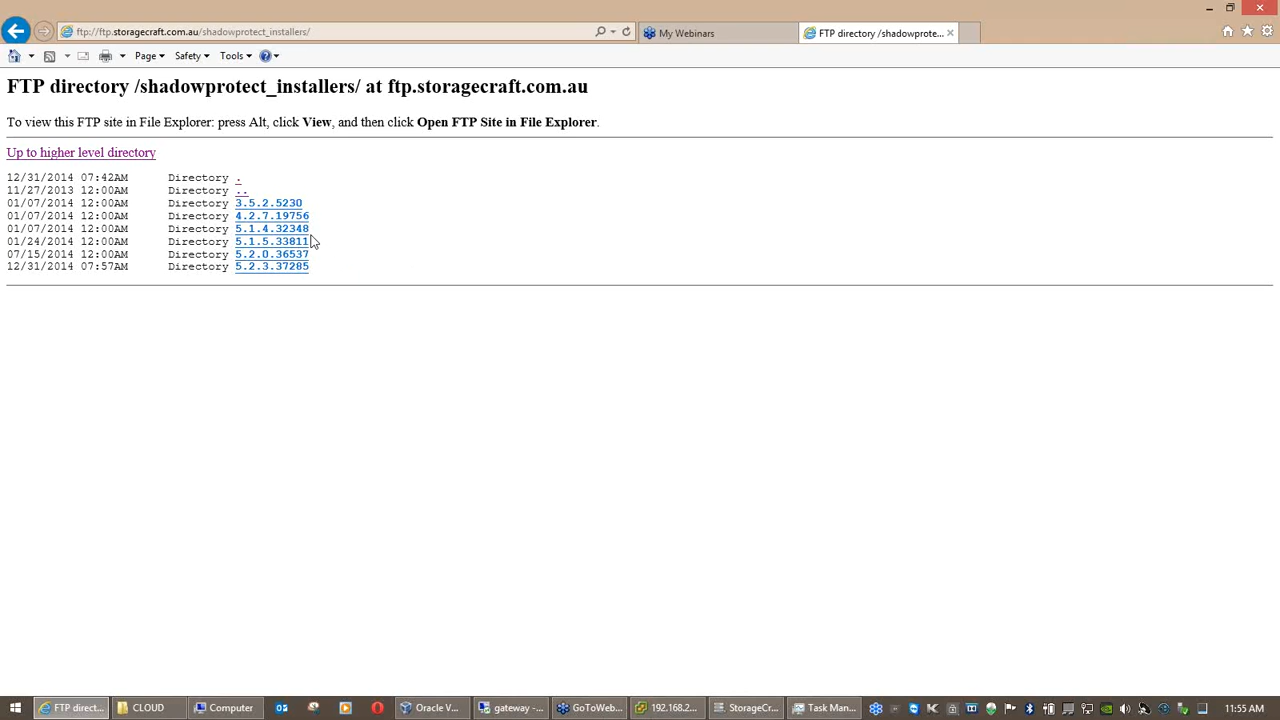 ftp://ftp.storagecraft.com.au/shadowprotect_installers/
My Webinars
FTP directory /shadowprote...
Page
Safety
Tools
FTP directory /shadowprotect_installers/ at ftp.storagecraft.com.au
To view this FTP site in File Explorer: press Alt, click View, and then click Open FTP Site in File Explorer.
Up to higher level directory
12/31/2014 07:42AM Directory .
11/27/2013 12:00AM Directory ..
01/07/2014 12:00AM Directory 3.5.2.5230
01/07/2014 12:00AM Directory 4.2.7.19756
01/07/2014 12:00AM Directory 5.1.4.32348
01/24/2014 12:00AM Directory 5.1.5.33811
07/15/2014 12:00AM Directory 5.2.0.36537
12/31/2014 07:57AM Directory 5.2.3.37285
FTP direct...
CLOUD
Computer
Oracle V...
gateway -...
GoToWeb...
192.168.2...
StorageCr...
Task Man...
11:55 AM